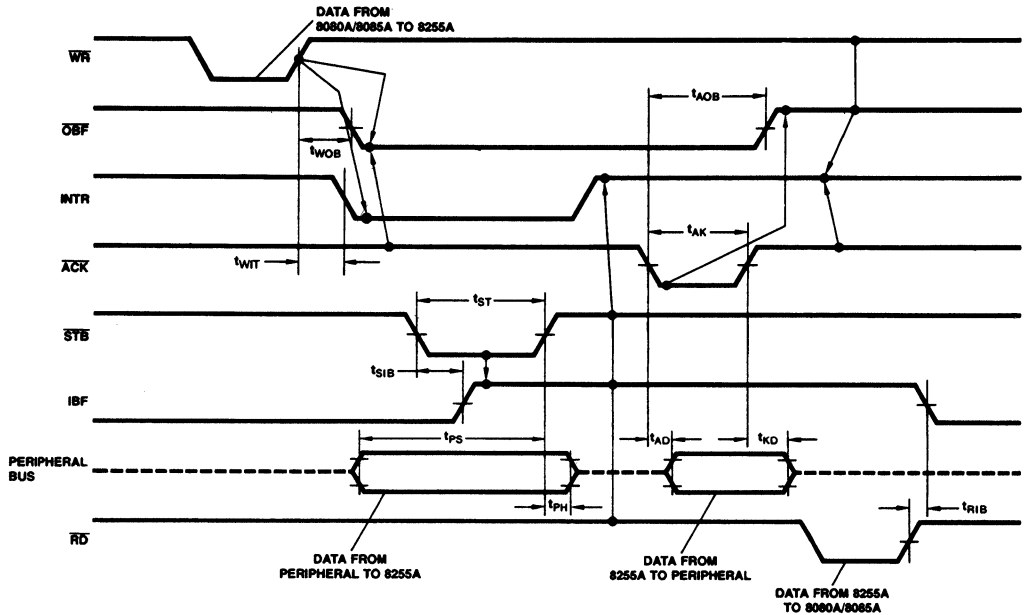 DATA FROM
8080A/8085A TO 8255A
WR
OBF
tWOB
tAOB
INTR
ACK
tWIT
tAK
STB
tST
tSIB
IBF
PERIPHERAL
BUS
tPS
tAD
tKD
tPH
tRIB
RD
DATA FROM
PERIPHERAL TO 8255A
DATA FROM
8255A TO PERIPHERAL
DATA FROM 8255A
TO 8080A/8085A